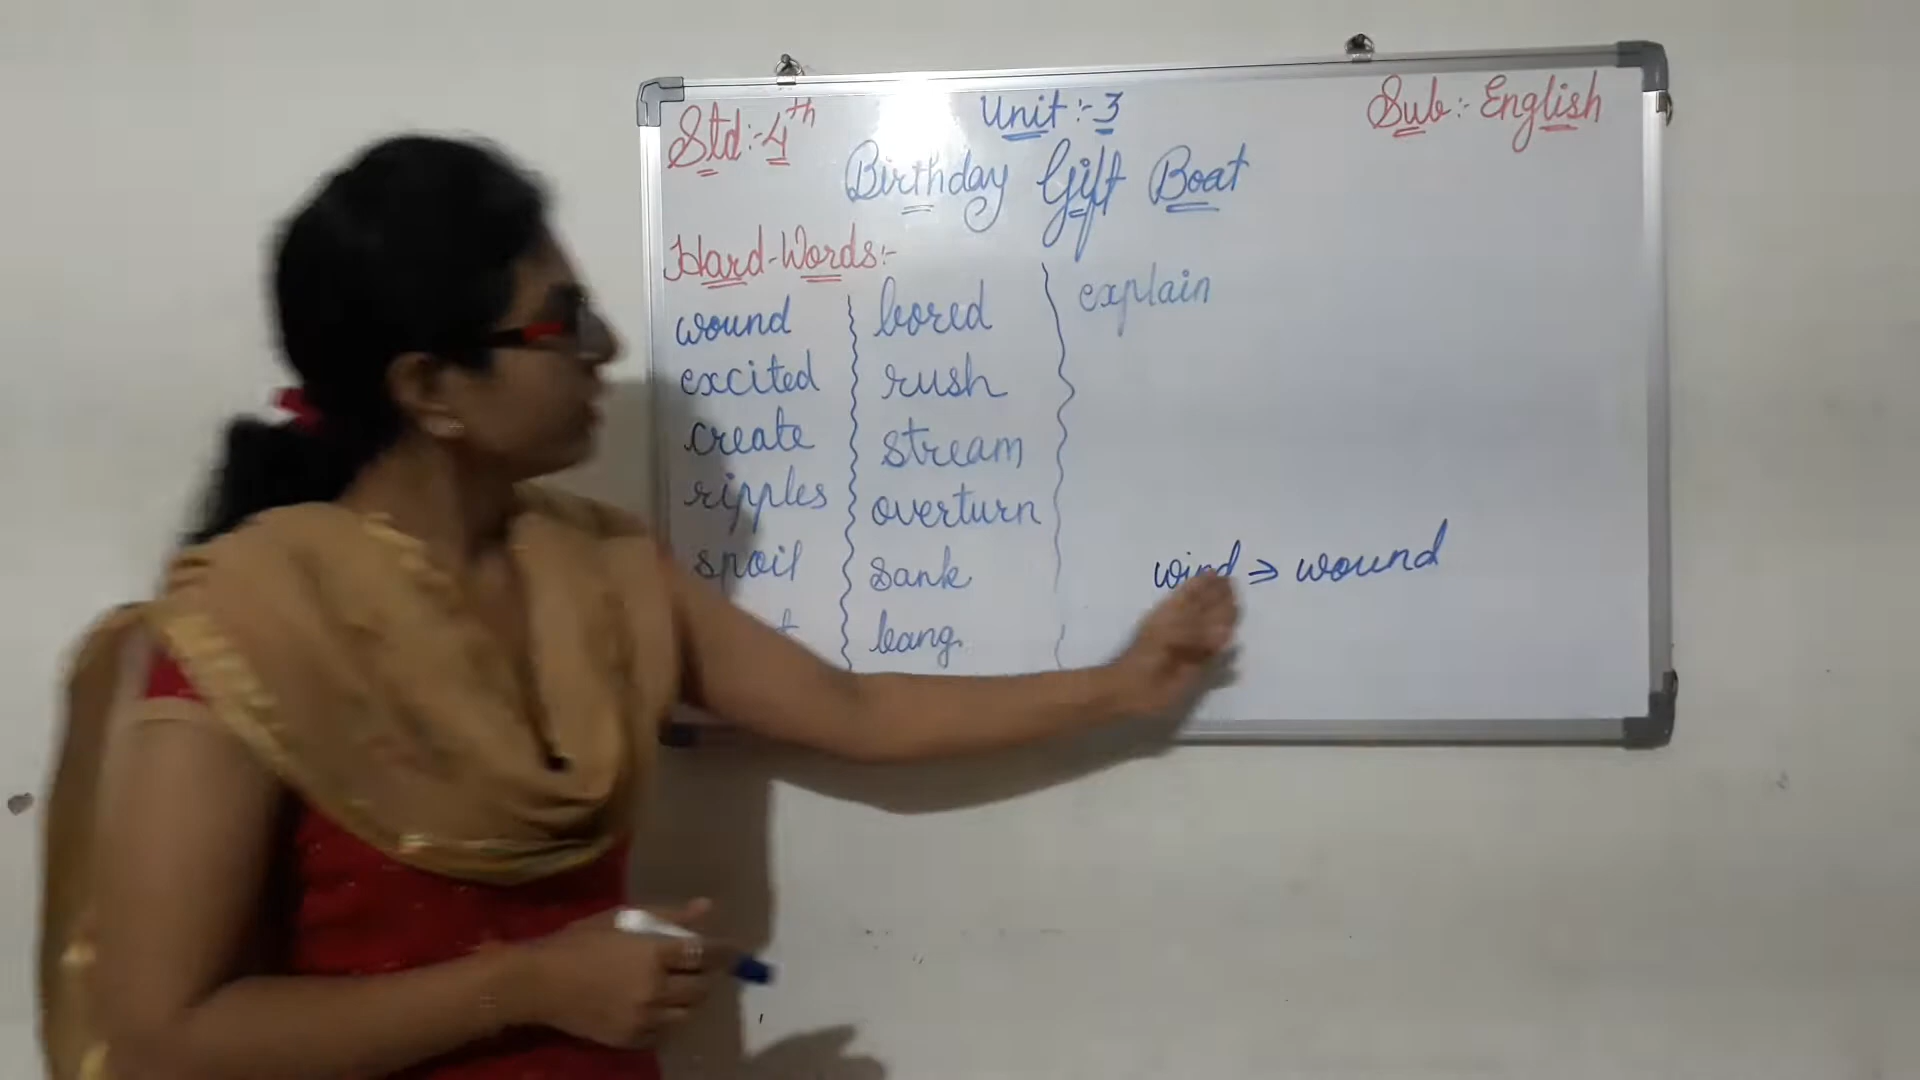 Std:-4th
Unit:-3
Sub:-English
Birthday Gift Boat
Hard-Words:-
wound
excited
create
ripples
spoil
bored
rush
stream
overturn
sank
bang
explain
wind ⇒ wound